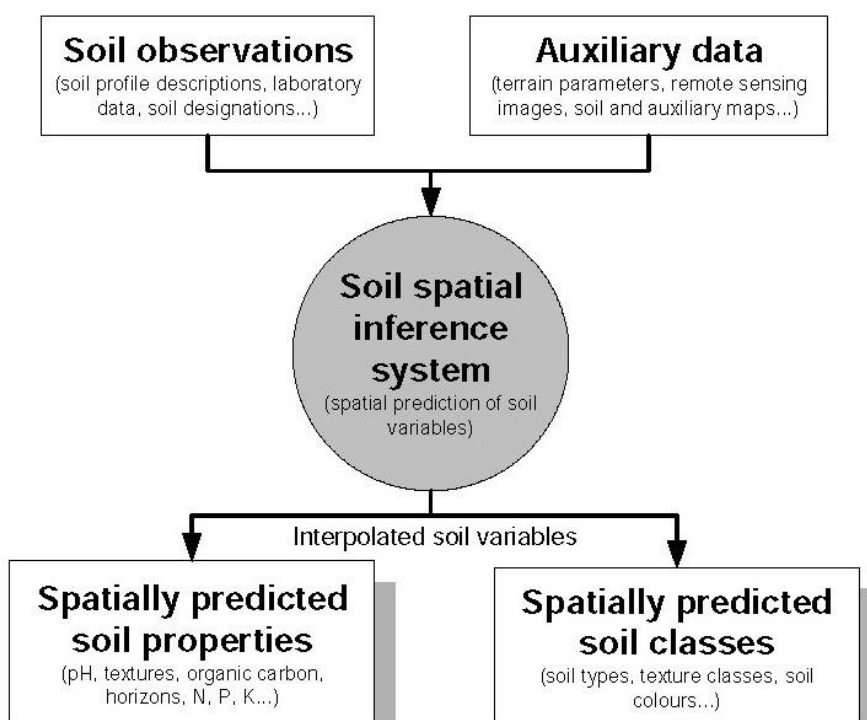 Soil observations
(soil profile descriptions, laboratory
data, soil designations...)
Auxiliary data
(terrain parameters, remote sensing
images, soil and auxiliary maps...)
Soil spatial
inference
system
(spatial prediction of soil
variables)
Interpolated soil variables
Spatially predicted
soil properties
(pH, textures, organic carbon,
horizons, N, P, K...)
Spatially predicted
soil classes
(soil types, texture classes, soil
colours...)